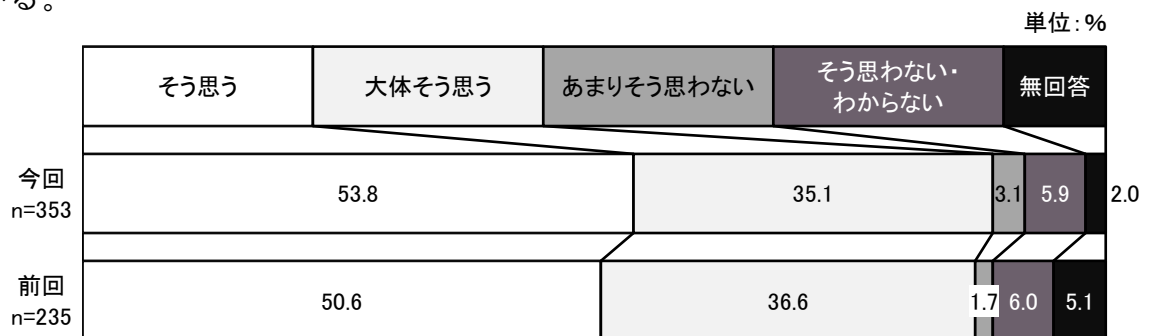 る。
単位：％
そう思う
大体そう思う
あまりそう思わない
そう思わない・
わからない
無回答
今回
n=353
53.8
35.1
3.1
5.9
2.0
前回
n=235
50.6
36.6
1.7
6.0
5.1